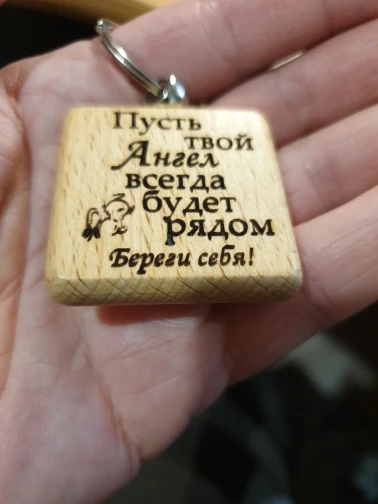 Пусть
твой
Ангел
всегда
будет
рядом
Береги себя!